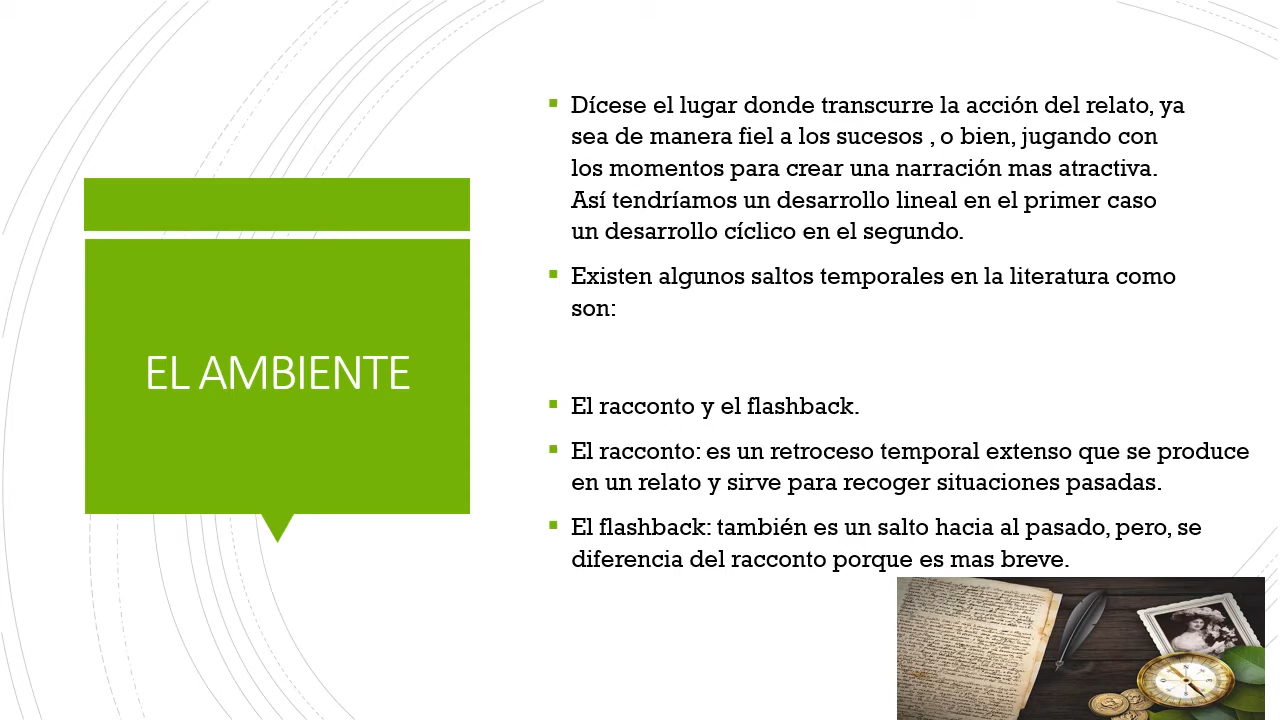 EL AMBIENTE
Dícese el lugar donde transcurre la acción del relato, ya
sea de manera fiel a los sucesos , o bien, jugando con
los momentos para crear una narración mas atractiva.
Así tendríamos un desarrollo lineal en el primer caso
un desarrollo cíclico en el segundo.
Existen algunos saltos temporales en la literatura como
son:
El racconto y el flashback.
El racconto: es un retroceso temporal extenso que se produce
en un relato y sirve para recoger situaciones pasadas.
El flashback: también es un salto hacia al pasado, pero, se
diferencia del racconto porque es mas breve.